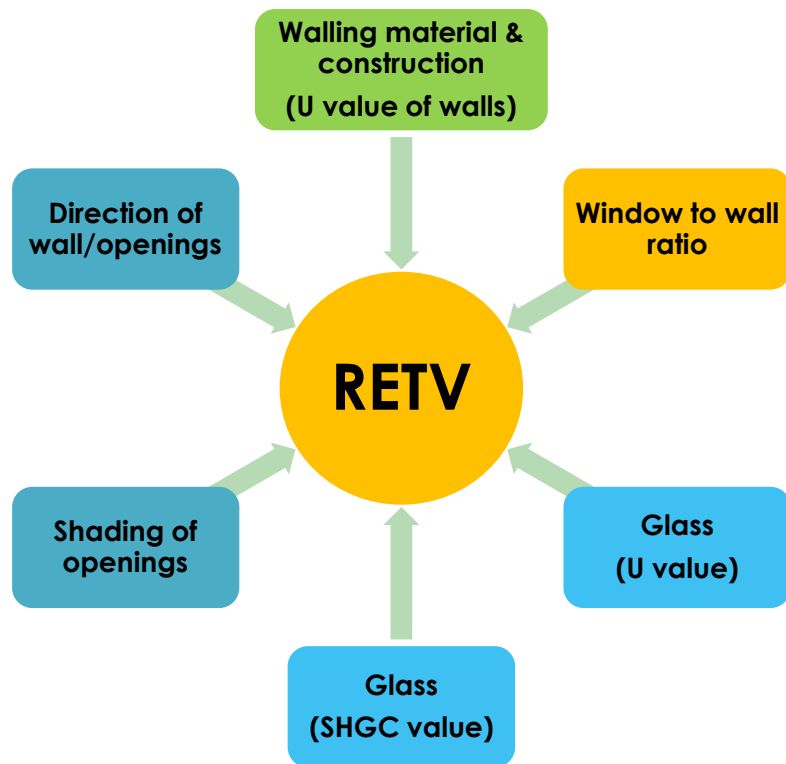 Walling material &
construction
(U value of walls)
Direction of
wall/openings
Window to wall
ratio
RETV
Shading of
openings
Glass
(U value)
Glass
(SHGC value)